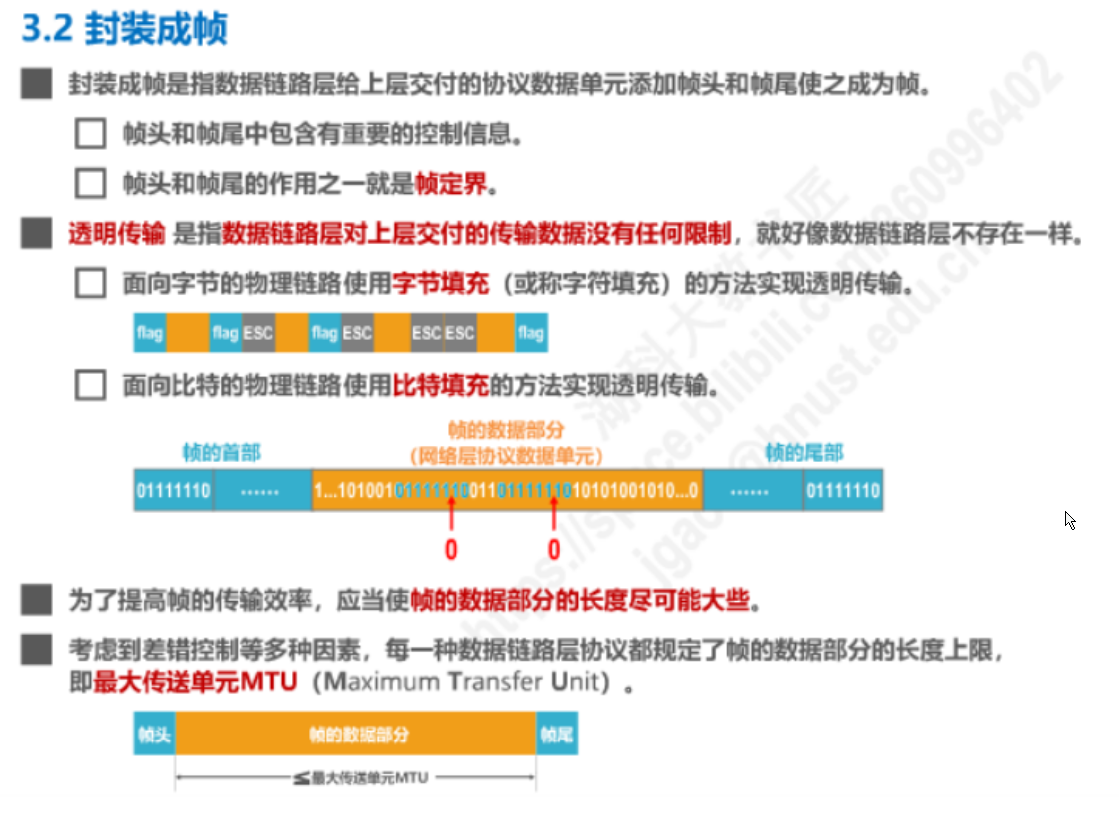 3.2 封装成帧
封装成帧是指数据链路层给上层交付的协议数据单元添加帧头和帧尾使之成为帧。
帧头和帧尾中包含有重要的控制信息。
帧头和帧尾的作用之一就是帧定界。
透明传输 是指数据链路层对上层交付的传输数据没有任何限制，就好像数据链路层不存在一样。
面向字节的物理链路使用字节填充（或称字符填充）的方法实现透明传输。
flag flag ESC flag ESC ESC ESC flag
面向比特的物理链路使用比特填充的方法实现透明传输。
帧的数据部分
帧的首部 (网络层协议数据单元) 帧的尾部
01111110 …… 1...1010010111111100110111111010101001010...0 …… 01111110
0 0
为了提高帧的传输效率，应当使帧的数据部分的长度尽可能大些。
考虑到差错控制等多种因素，每一种数据链路层协议都规定了帧的数据部分的长度上限，
即最大传送单元MTU（Maximum Transfer Unit）。
帧头 帧的数据部分 帧尾
≦最大传送单元MTU
湖科大教书匠